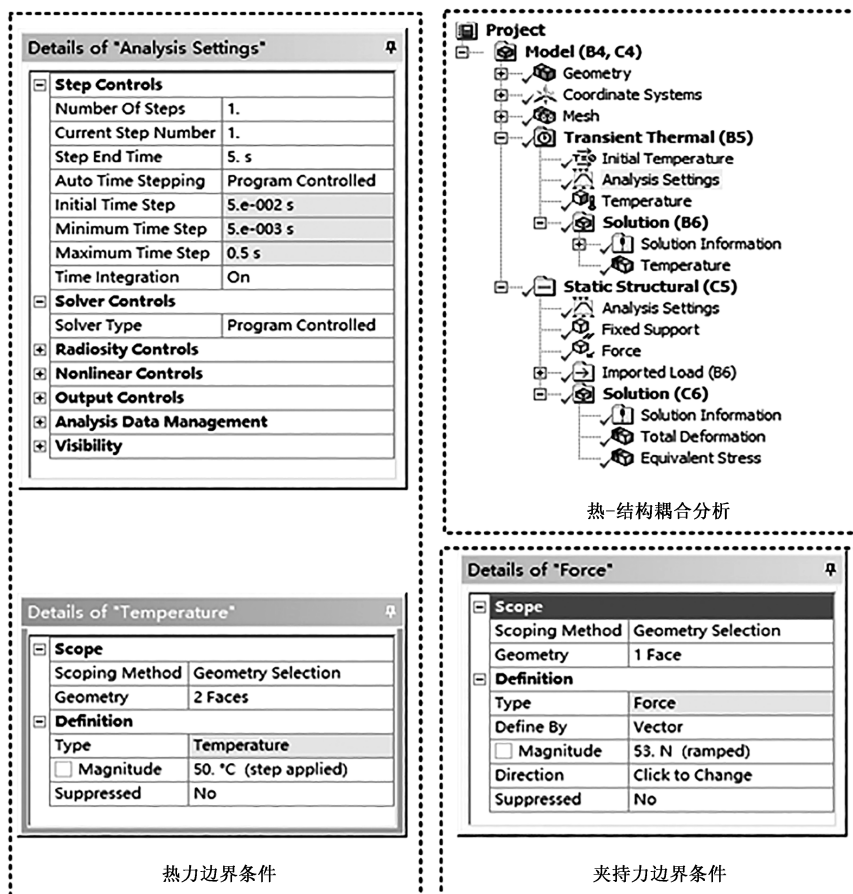 Details of "Analysis Settings"
Step Controls
Number Of Steps 1.
Current Step Number 1.
Step End Time 5. s
Auto Time Stepping Program Controlled
Initial Time Step 5.e-002 s
Minimum Time Step 5.e-003 s
Maximum Time Step 0.5 s
Time Integration On
Solver Controls
Solver Type Program Controlled
Radiosity Controls
Nonlinear Controls
Output Controls
Analysis Data Management
Visibility
Details of "Temperature"
Scope
Scoping Method Geometry Selection
Geometry 2 Faces
Definition
Type Temperature
Magnitude 50. °C (step applied)
Suppressed No
热力边界条件
Project
Model (B4, C4)
Geometry
Coordinate Systems
Mesh
Transient Thermal (B5)
Initial Temperature
Analysis Settings
Temperature
Solution (B6)
Solution Information
Temperature
Static Structural (C5)
Analysis Settings
Fixed Support
Force
Imported Load (B6)
Solution (C6)
Solution Information
Total Deformation
Equivalent Stress
热-结构耦合分析
Details of "Force"
Scope
Scoping Method Geometry Selection
Geometry 1 Face
Definition
Type Force
Define By Vector
Magnitude 53. N (ramped)
Direction Click to Change
Suppressed No
夹持力边界条件